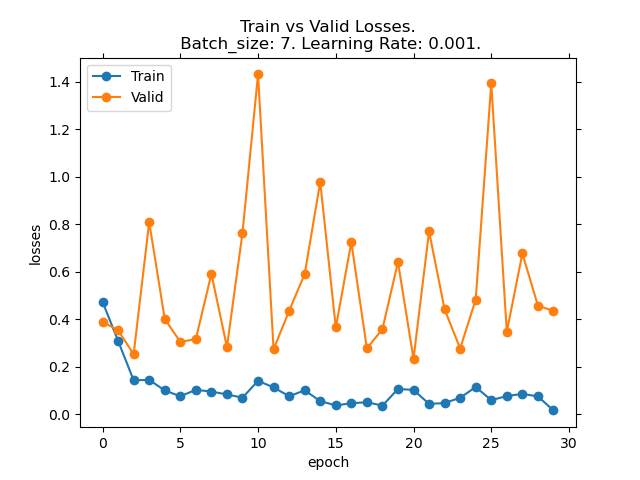 Train vs Valid Losses.
Batch_size: 7. Learning Rate: 0.001.
Train
Valid
1.4
1.2
1.0
0.8
0.6
0.4
0.2
0.0
losses
0 5 10 15 20 25 30
epoch